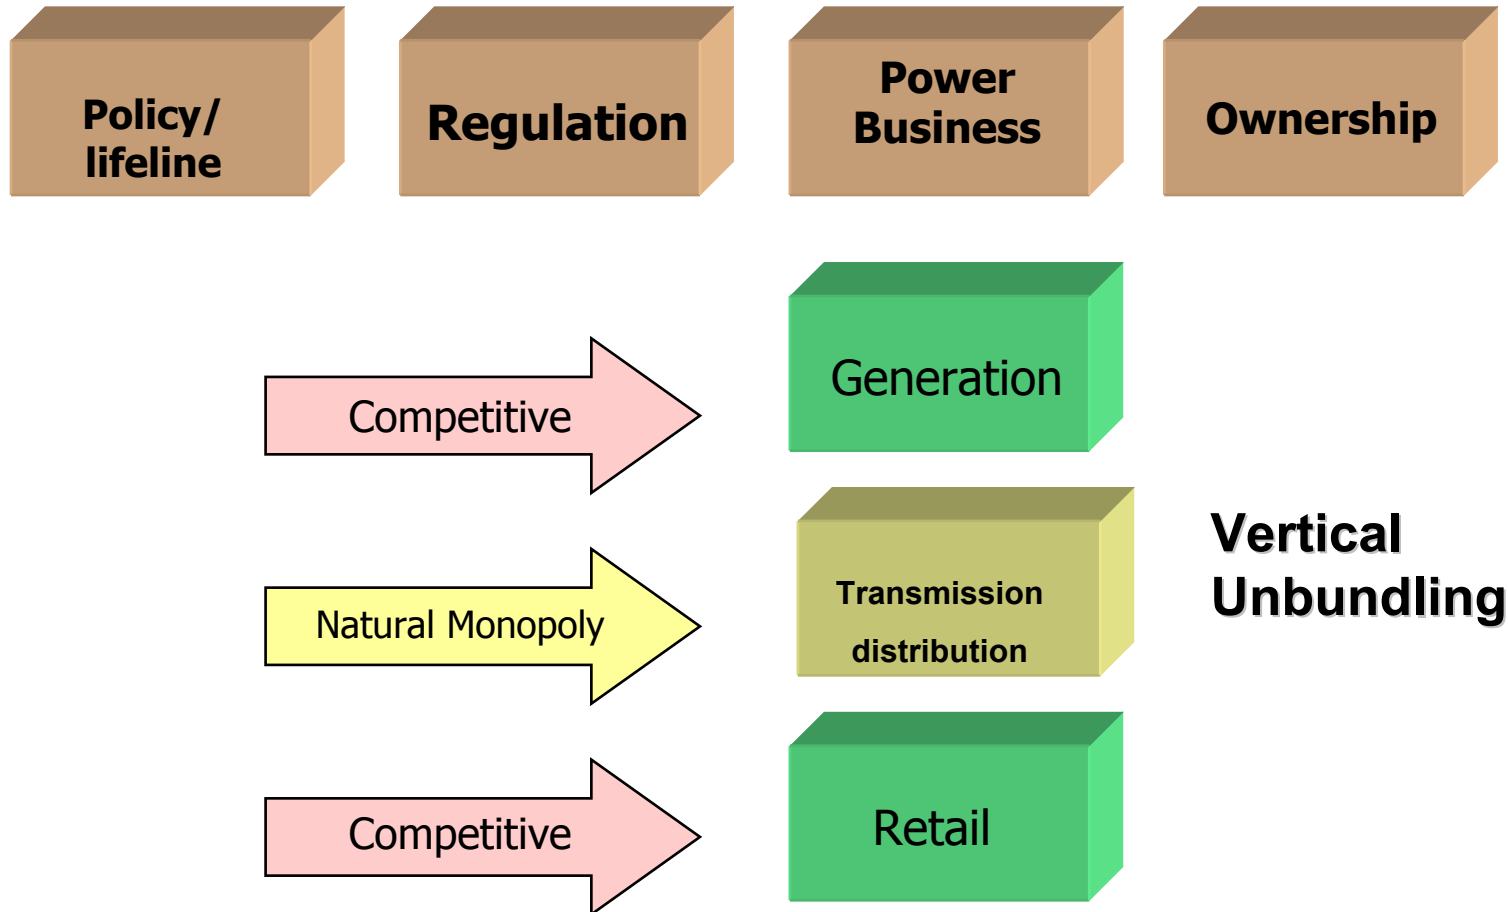 Policy/
lifeline
Regulation
Power
Business
Ownership
Competitive
Generation
Natural Monopoly
Transmission
distribution
Vertical
Unbundling
Competitive
Retail